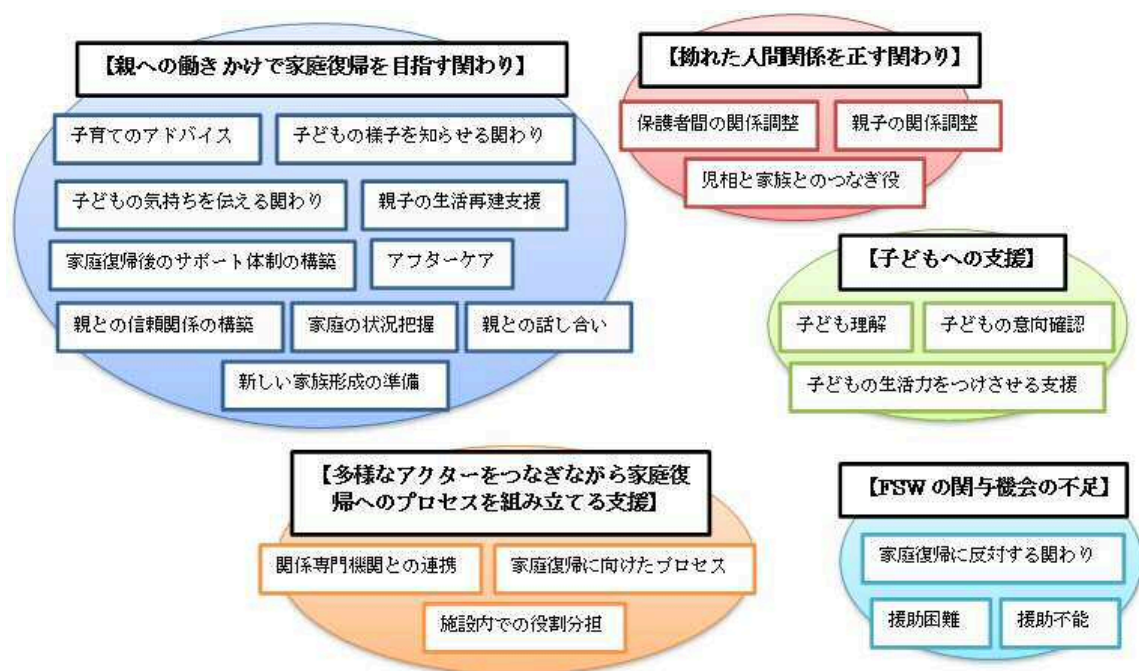 【親への働きかけで家庭復帰を目指す関わり】
子育てのアドバイス
子どもの様子を知らせる関わり
子どもの気持ちを伝える関わり
親子の生活再建支援
家庭復帰後のサポート体制の構築
アフターケア
親との信頼関係の構築
家庭の状況把握
親との話し合い
新しい家族形成の準備
【拗れた人間関係を正す関わり】
保護者間の関係調整
親子の関係調整
児相と家族とのつなぎ役
【子どもへの支援】
子ども理解
子どもの意向確認
子どもの生活力をつけさせる支援
【多様なアクターをつなぎながら家庭復
帰へのプロセスを組み立てる支援】
関係専門機関との連携
家庭復帰に向けたプロセス
施設内での役割分担
【FSWの関与機会の不足】
家庭復帰に反対する関わり
援助困難
援助不能